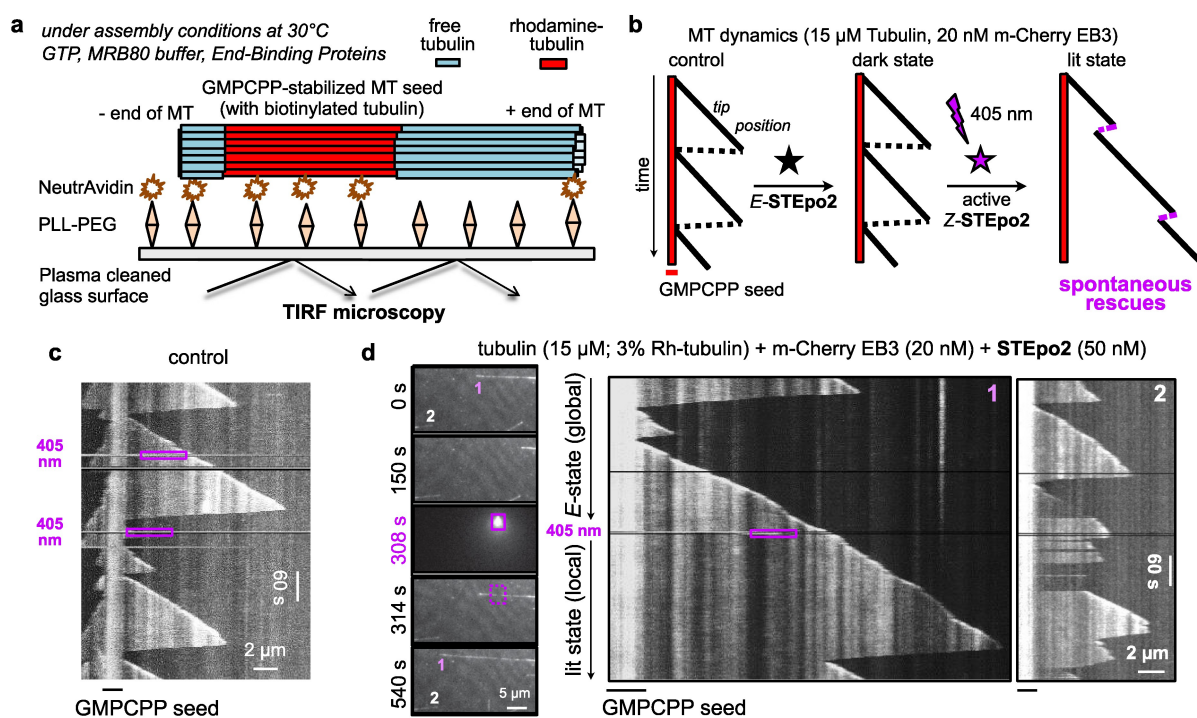 a
under assembly conditions at 30°C
GTP, MRB80 buffer, End-Binding Proteins
free
tubulin
rhodamine-
tubulin
GMPCPP-stabilized MT seed
(with biotinylated tubulin)
- end of MT
+ end of MT
NeutrAvidin
PLL-PEG
Plasma cleaned
glass surface
TIRF microscopy
b
MT dynamics (15 µM Tubulin, 20 nM m-Cherry EB3)
control
dark state
lit state
time
tip
position
E-STEpo2
405 nm
active
Z-STEpo2
GMPCPP seed
spontaneous
rescues
c
control
405
nm
405
nm
60 s
2 µm
GMPCPP seed
d
tubulin (15 µM; 3% Rh-tubulin) + m-Cherry EB3 (20 nM) + STEpo2 (50 nM)
0 s
1
2
150 s
308 s
314 s
540 s
1
2
5 µm
E-state (global)
405 nm
lit state (local)
1
GMPCPP seed
2
60 s
2 µm